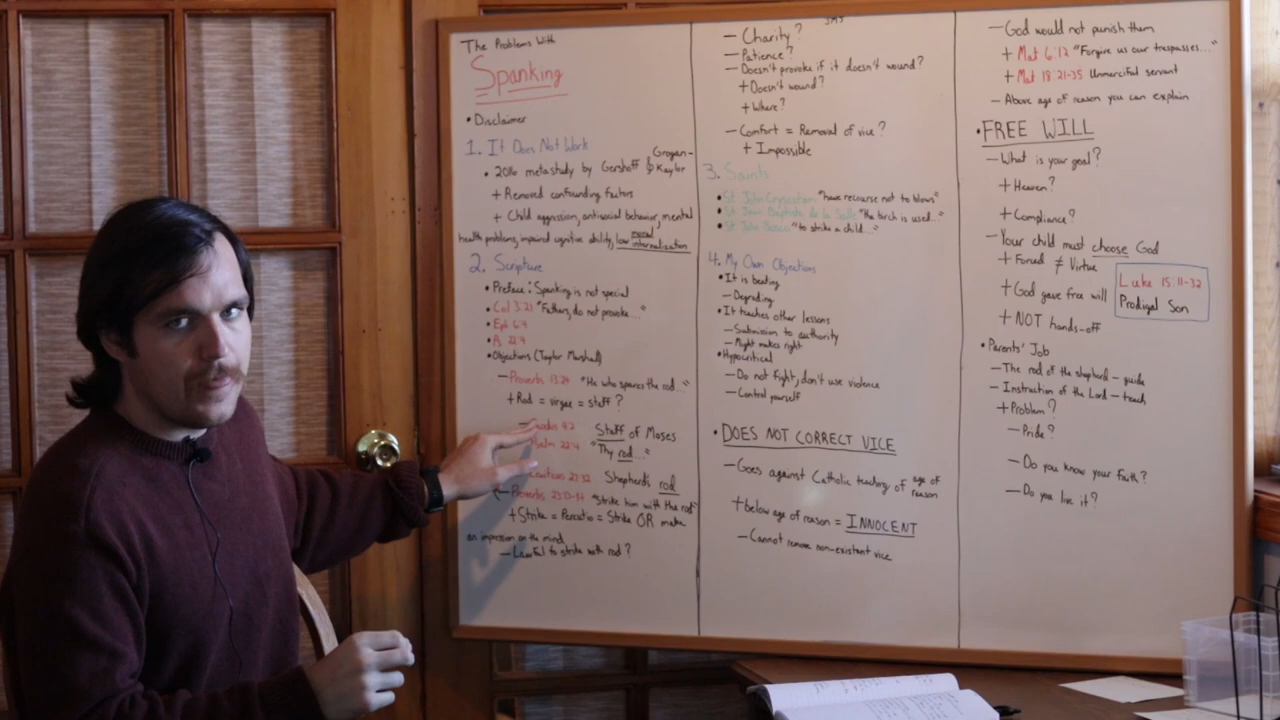 The Problems With
Spanking
• Disclaimer
1. It Does Not Work
• 2016 metastudy by Gershoff & Grogan-Kaylor
+ Removed confounding factors
+ Child aggression, antisocial behavior, mental
health problems, impaired cognitive ability, low moral internalization
2. Scripture
• Preface: Spanking is not special
• Col 3:21 "Fathers, do not provoke..."
• Eph 6:4
• Ps 22:4
• Objections (Taylor Marshall)
— Proverbs 13:24 "He who spares the rod..."
+ Rod = virgae = staff?
— Exodus 4:2 Staff of Moses
Psalm 22:4 "Thy rod..."
27:32 Shepherd's rod
— Proverbs 23:13-14 "Strike him with the rod"
+ Strike = Percutio = Strike OR make
an impression on the mind
— Lawful to strike with rod?
— Charity?
— Patience?
— Doesn't provoke if it doesn't wound?
+ Doesn't wound?
+ Where?
— Comfort = Removal of vice?
+ Impossible
3. Saints
• St. John Crysostom "have recourse not to blows"
• St. Jean Baptiste de la Salle "the birch is used..."
• St. John Bosco "to strike a child..."
4. My Own Objections
• It is beating
— Degrading
• It teaches other lessons
— Submission to authority
— Might makes right
• Hypocritical
— Do not fight, don't use violence
— Control yourself
• DOES NOT CORRECT VICE
— Goes against Catholic teaching of age of reason
+ below age of reason = INNOCENT
— Cannot remove non-existant vice
— God would not punish them
+ Mat 6:12 "Forgive us our trespasses..."
+ Mat 18:21-35 Unmerciful servant
— Above age of reason you can explain
• FREE WILL
— What is your goal?
+ Heaven?
+ Compliance?
— Your child must choose God
+ Forced ≠ Virtue
+ God gave free will
+ NOT hands-off
Luke 15:11-32
Prodigal Son
• Parents' Job
— The rod of the shepherd — guide
— Instruction of the Lord — teach
+ Problem?
— Pride?
— Do you know your faith?
— Do you live it?